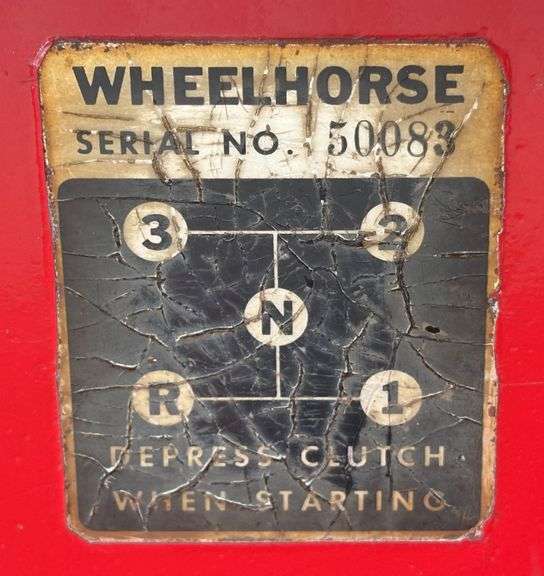 WHEELHORSE
SERIAL NO. 50083
3 2
N
R 1
DEPRESS CLUTCH
WHEN STARTING